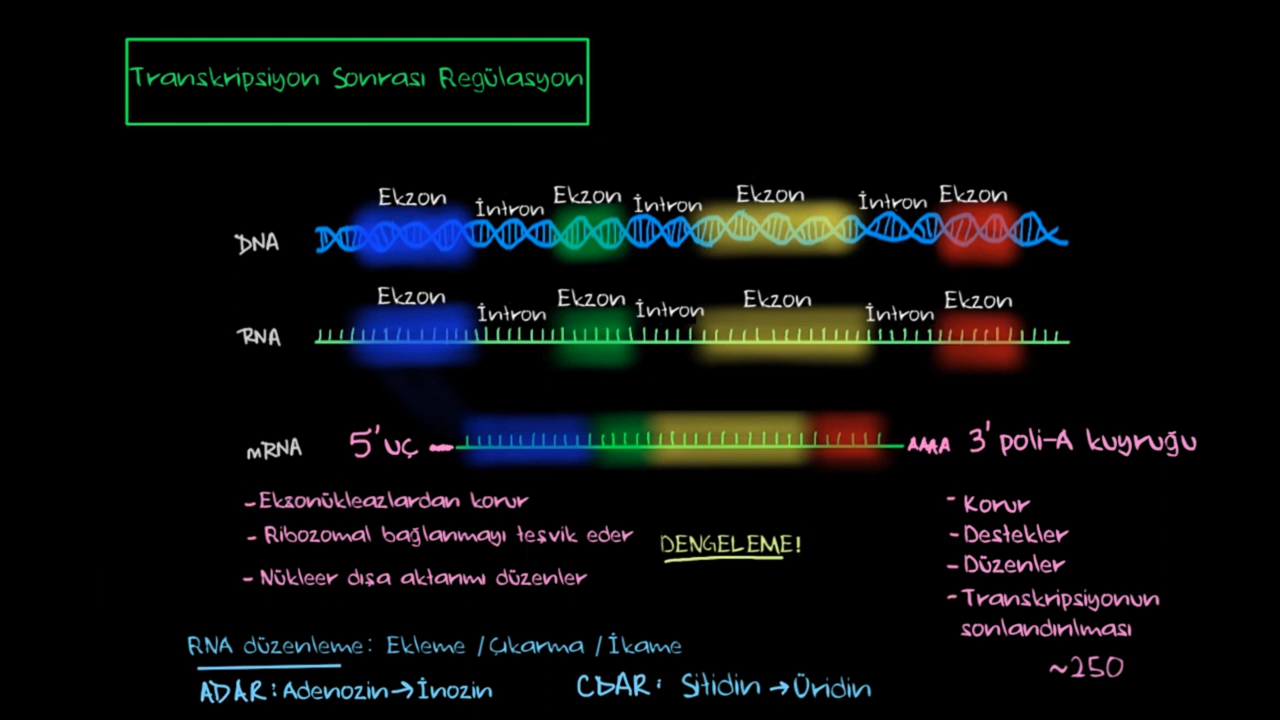 Transkripsiyon Sonrası Regülasyon
Ekzon İntron Ekzon İntron Ekzon İntron Ekzon
DNA
Ekzon İntron Ekzon İntron Ekzon İntron Ekzon
RNA
mRNA 5' uç AAAA 3' poli-A kuyruğu
-Eksonükleazlardan korur
- Ribozomal bağlanmayı teşvik eder
- Nükleer dışa aktarımı düzenler
DENGELEME!
- Korur
- Destekler
- Düzenler
- Transkripsiyonun
sonlandırılması
~250
RNA düzenleme: Ekleme / Çıkarma / İkame
ADAR: Adenozin→İnozin
CDAR: Sitidin →Üridin